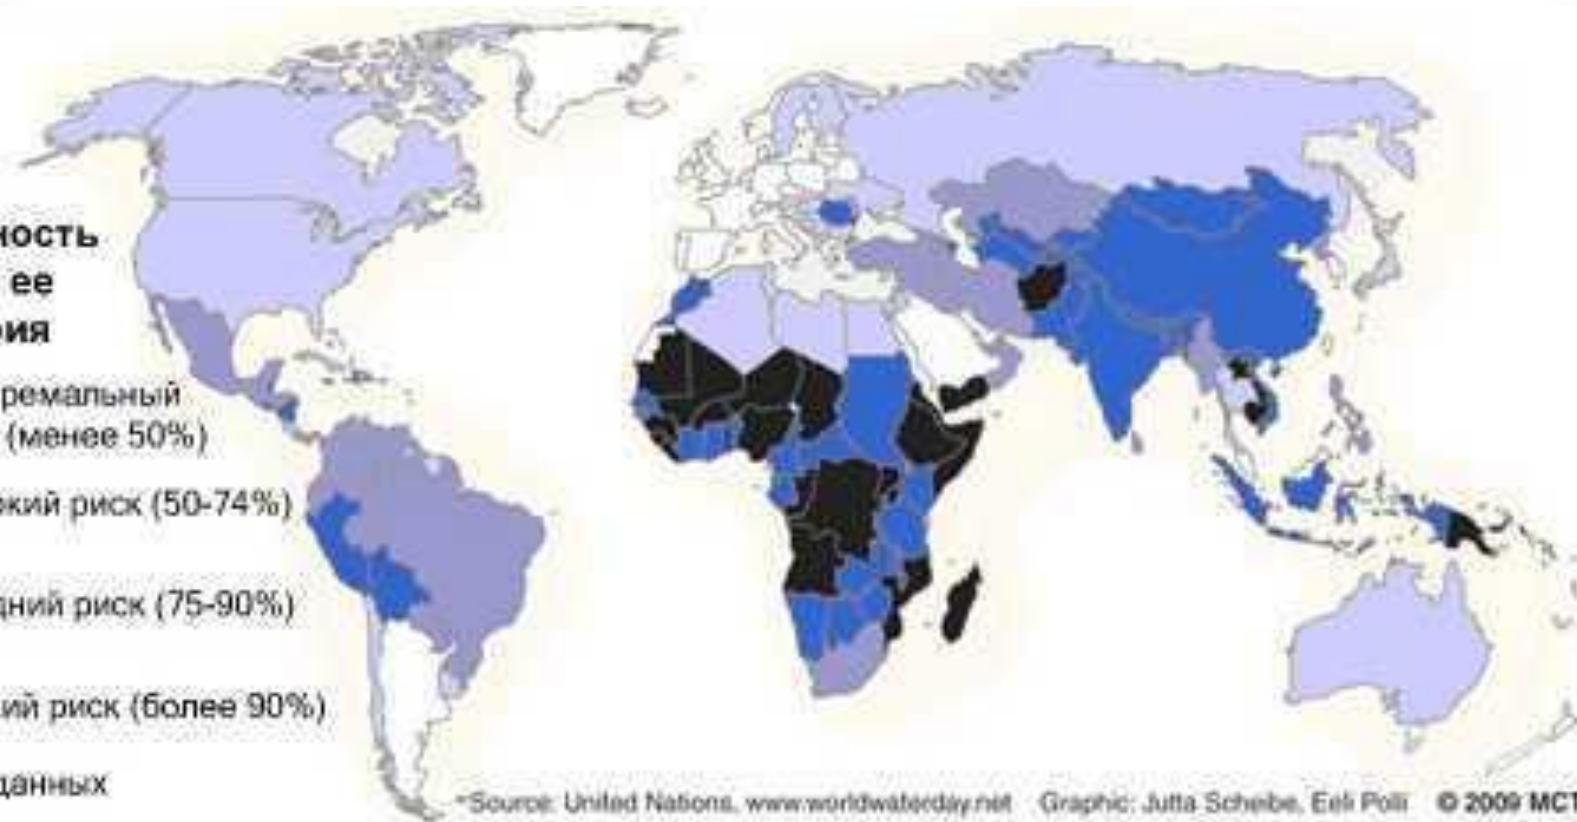 ность
ее
рия
ремальный
(менее 50%)
окий риск (50-74%)
дний риск (75-90%)
ий риск (более 90%)
данных
*Source: United Nations, www.worldwaterday.net Graphic: Jutta Scheibe, Eeli Polli © 2009 MCT